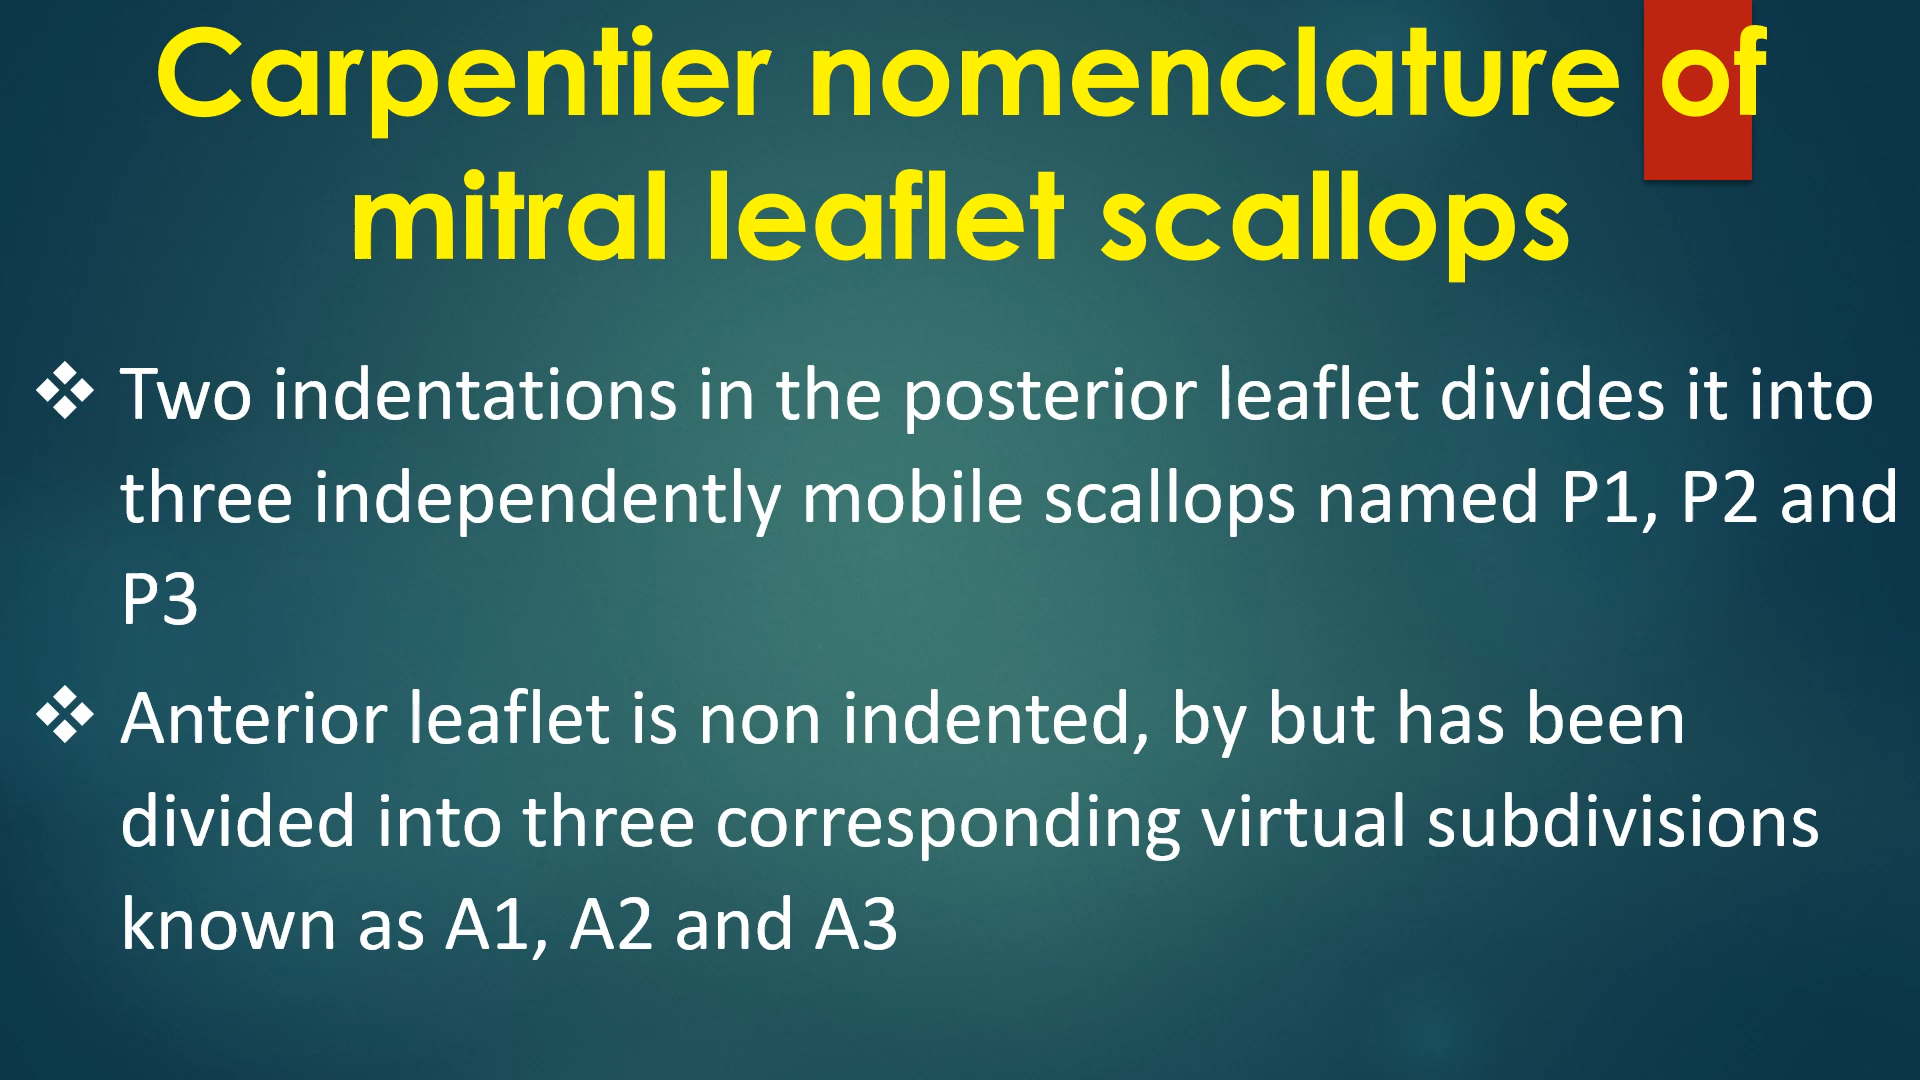 Carpentier nomenclature of
mitral leaflet scallops
❖ Two indentations in the posterior leaflet divides it into
three independently mobile scallops named P1, P2 and
P3
❖ Anterior leaflet is non indented, by but has been
divided into three corresponding virtual subdivisions
known as A1, A2 and A3